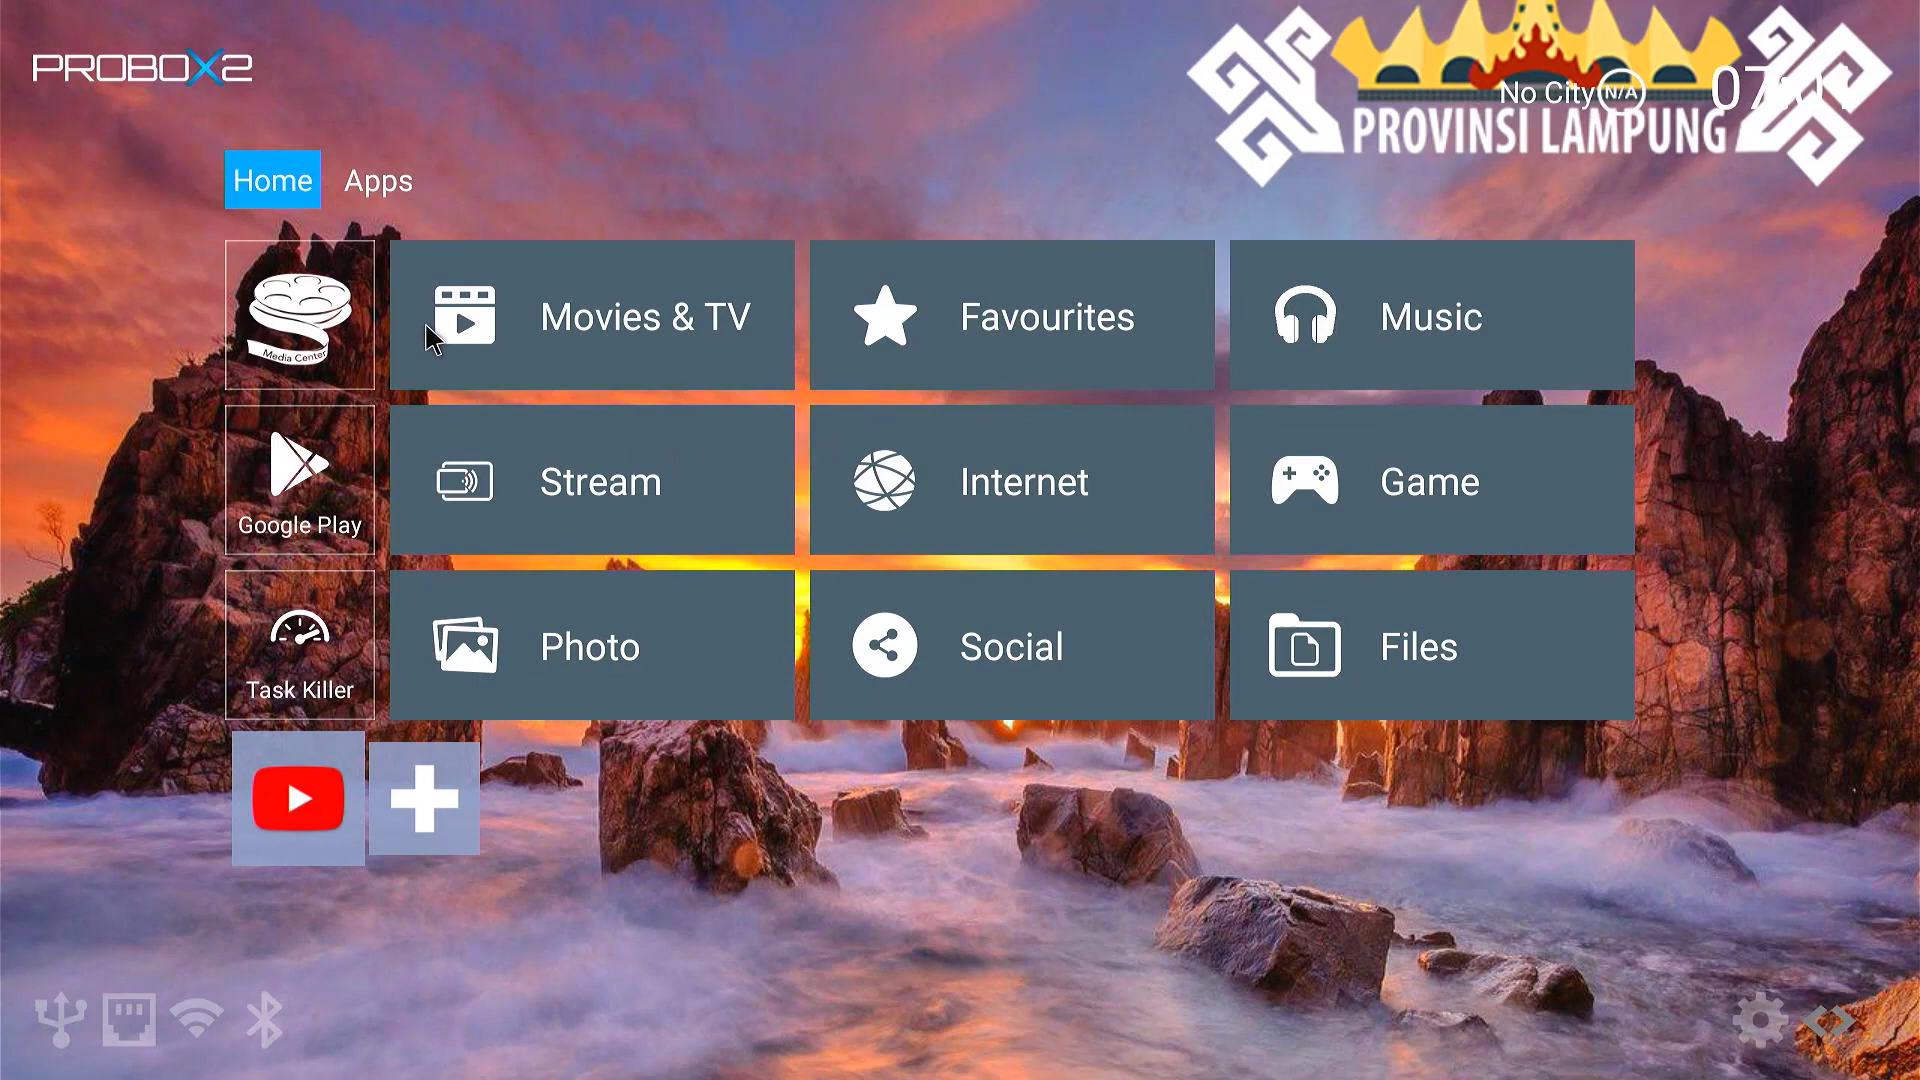 PROBOX2
No City N/A
PROVINSI LAMPUNG
Home Apps
Media Center
Movies & TV
Favourites
Music
Google Play
Stream
Internet
Game
Task Killer
Photo
Social
Files